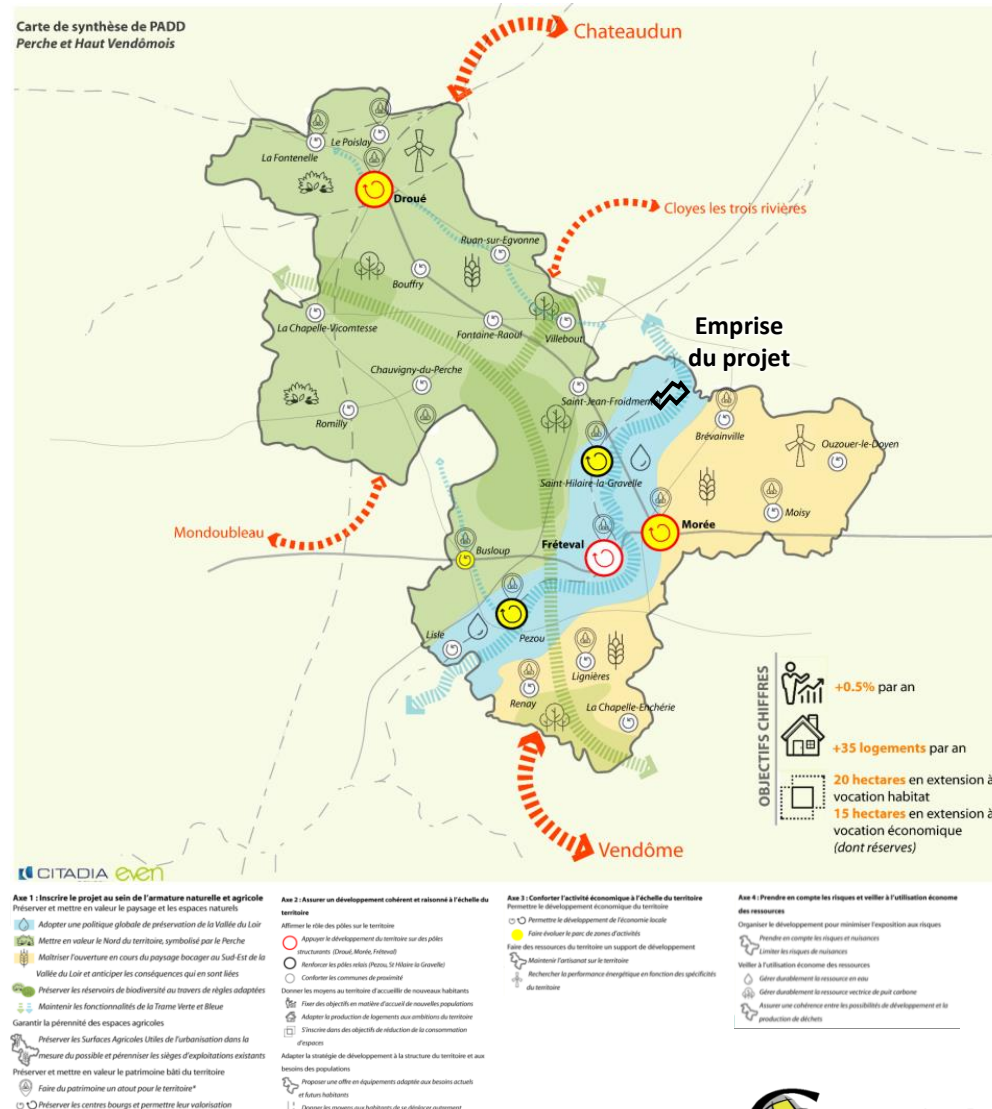 Carte de synthèse de PADD
Perche et Haut Vendômois
Chateaudun
Le Poislay
La Fontenelle
Droué
Cloyes les trois rivières
Ruan-sur-Egvonne
Bouffry
La Chapelle-Vicomtesse
Fontaine-Raoul
Villebout
Emprise
du projet
Chauvigny-du-Perche
Saint-Jean-Froidment
Romilly
Brévainville
Ouzouer-le-Doyen
Saint-Hilaire-la-Gravelle
Moisy
Mondoubleau
Morée
Fréteval
Busloup
Lisle
Pezou
Lignières
Renay
La Chapelle-Enchérie
Vendôme
OBJECTIFS CHIFFRES
+0.5% par an
+35 logements par an
20 hectares en extension à
vocation habitat
15 hectares en extension à
vocation économique
(dont réserves)
CITADIA even
Axe 1 : Inscrire le projet au sein de l'armature naturelle et agricole
Préserver et mettre en valeur le paysage et les espaces naturels
Adopter une politique globale de préservation de la Vallée du Loir
Mettre en valeur le Nord du territoire, symbolisé par le Perche
Maîtriser l'ouverture en cours du paysage bocager au Sud-Est de la
Vallée du Loir et anticiper les conséquences qui en sont liées
Préserver les réservoirs de biodiversité au travers de règles adaptées
Maintenir les fonctionnalités de la Trame Verte et Bleue
Garantir la pérennité des espaces agricoles
Préserver les Surfaces Agricoles Utiles de l'urbanisation dans la
mesure du possible et pérenniser les sièges d'exploitations existants
Préserver et mettre en valeur le patrimoine bâti du territoire
Faire du patrimoine un atout pour le territoire*
Préserver les centres bourgs et permettre leur valorisation
Axe 2 : Assurer un développement cohérent et raisonné à l'échelle du
territoire
Affirmer le rôle des pôles sur le territoire
Appuyer le développement du territoire sur des pôles
structurants (Droué, Morée, Fréteval)
Renforcer les pôles relais (Pezou, St Hilaire la Gravelle)
Conforter les communes de proximité
Donner les moyens au territoire d'accueillir de nouveaux habitants
Fixer des objectifs en matière d'accueil de nouvelles populations
Adapter la production de logements aux ambitions du territoire
S'inscrire dans des objectifs de réduction de la consommation
d'espaces
Adapter la stratégie de développement à la structure du territoire et aux
besoins des populations
Proposer une offre en équipements adaptée aux besoins actuels
et futurs habitants
Donner les moyens aux habitants de se déplacer autrement
Axe 3 : Conforter l'activité économique à l'échelle du territoire
Permettre le développement économique du territoire
Permettre le développement de l'économie locale
Faire évoluer le parc de zones d'activités
Faire des ressources du territoire un support de développement
Maintenir l'artisanat sur le territoire
Rechercher la performance énergétique en fonction des spécificités
du territoire
Axe 4 : Prendre en compte les risques et veiller à l'utilisation économe
des ressources
Organiser le développement pour minimiser l'exposition aux risques
Prendre en compte les risques et nuisances
Limiter les risques de nuisances
Veiller à l'utilisation économe des ressources
Gérer durablement la ressource en eau
Gérer durablement la ressource vectrice de puit carbone
Assurer une cohérence entre les possibilités de développement et la
production de déchets